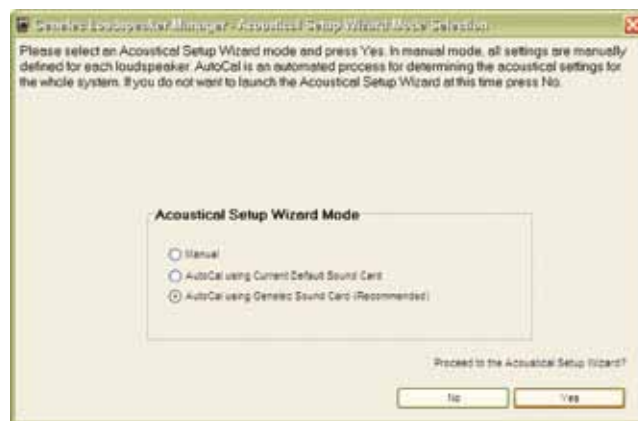 Genelec Loudspeaker Manager - Acoustical Setup Wizard Mode Selection
Please select an Acoustical Setup Wizard mode and press Yes. In manual mode, all settings are manually
defined for each loudspeaker. AutoCal is an automated process for determining the acoustical settings for
the whole system. If you do not want to launch the Acoustical Setup Wizard at this time press No.
Acoustical Setup Wizard Mode
Manual
AutoCal using Current Default Sound Card
AutoCal using Genelec Sound Card (Recommended)
Proceed to the Acoustical Setup Wizard?
No
Yes